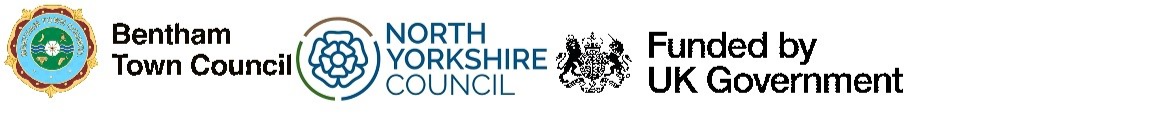 Bentham
Town Council
NORTH
YORKSHIRE
COUNCIL
Funded by
UK Government